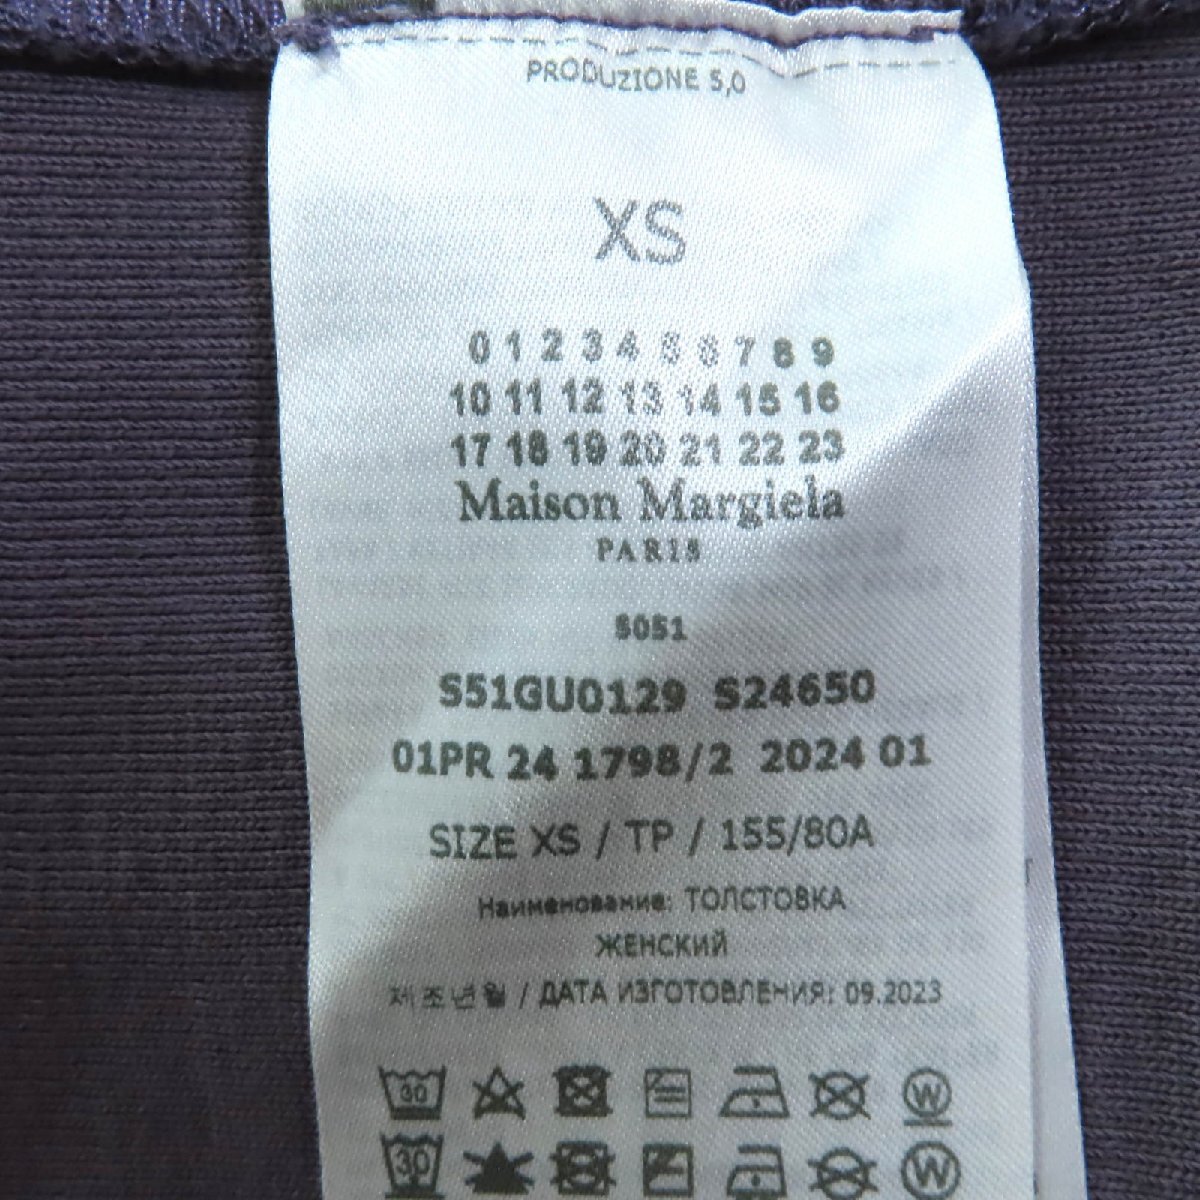 PRODUZIONE 5,0
XS
0 1 2 3 4 5 6 7 8 9
10 11 12 13 14 15 16
17 18 19 20 21 22 23
Maison Margiela
PARIS
S051
S51GU0129 S24650
01PR 24 1798/2 2024 01
SIZE XS / TP / 155/80A
Наименование: ТОЛСТОВКА
ЖЕНСКИЙ
제조년월 / ДАТА ИЗГОТОВЛЕНИЯ: 09.2023
30 W
30 W